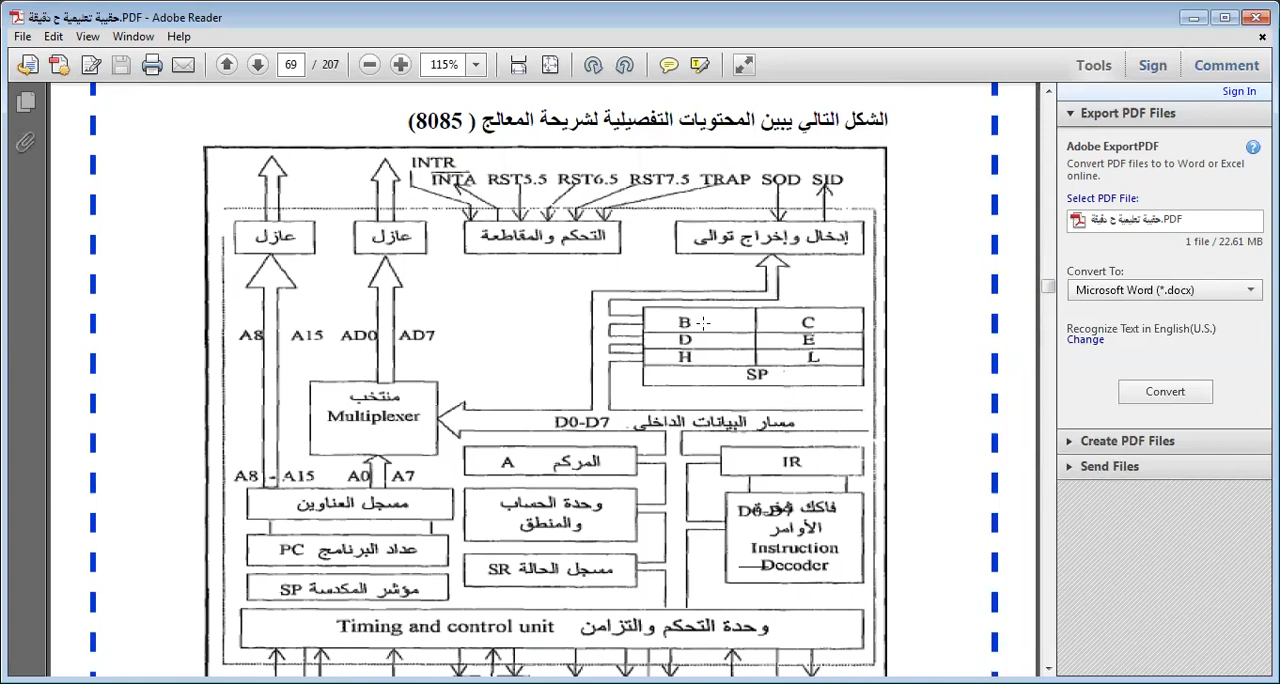 حقيبة تعليمية ح دقيقة.PDF - Adobe Reader
File Edit View Window Help
69 / 207 115% Tools Sign Comment
الشكل التالي يبين المحتويات التفصيلية لشريحة المعالج ( 8085)
INTR
INTA RST5.5 RST6.5 RST7.5 TRAP SOD SID
عازل عازل التحكم والمقاطعة إدخال وإخراج توالى
A8 A15 AD0 AD7
B C
D E
H L
SP
منتخب
Multiplexer
D0-D7 مسار البيانات الداخلى
A المركم
IR
A8 - A15 A0 A7
مسجل العناوين
وحدة الحساب
والمنطق
D0-D7
فاكك شفرة
الأوامر
Instruction
Decoder
PC عداد البرنامج
SR مسجل الحالة
SP مؤشر المكدسة
Timing and control unit وحدة التحكم والتزامن
Sign In
Export PDF Files
Adobe ExportPDF
Convert PDF files to to Word or Excel
online.
Select PDF File:
حقيبة تعليمية ح دقيقة.PDF
1 file / 22.61 MB
Convert To:
Microsoft Word (*.docx)
Recognize Text in English(U.S.)
Change
Convert
Create PDF Files
Send Files